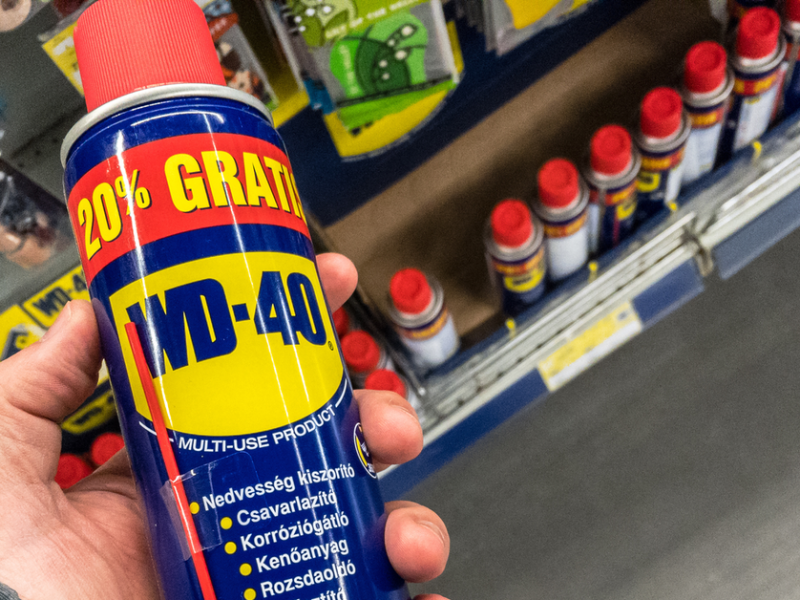 20% GRATIS
WD-40®
MULTI-USE PRODUCT
Nedvesség kiszorító
Csavarlazító
Korróziógátló
Kenőanyag
Rozsdaoldó